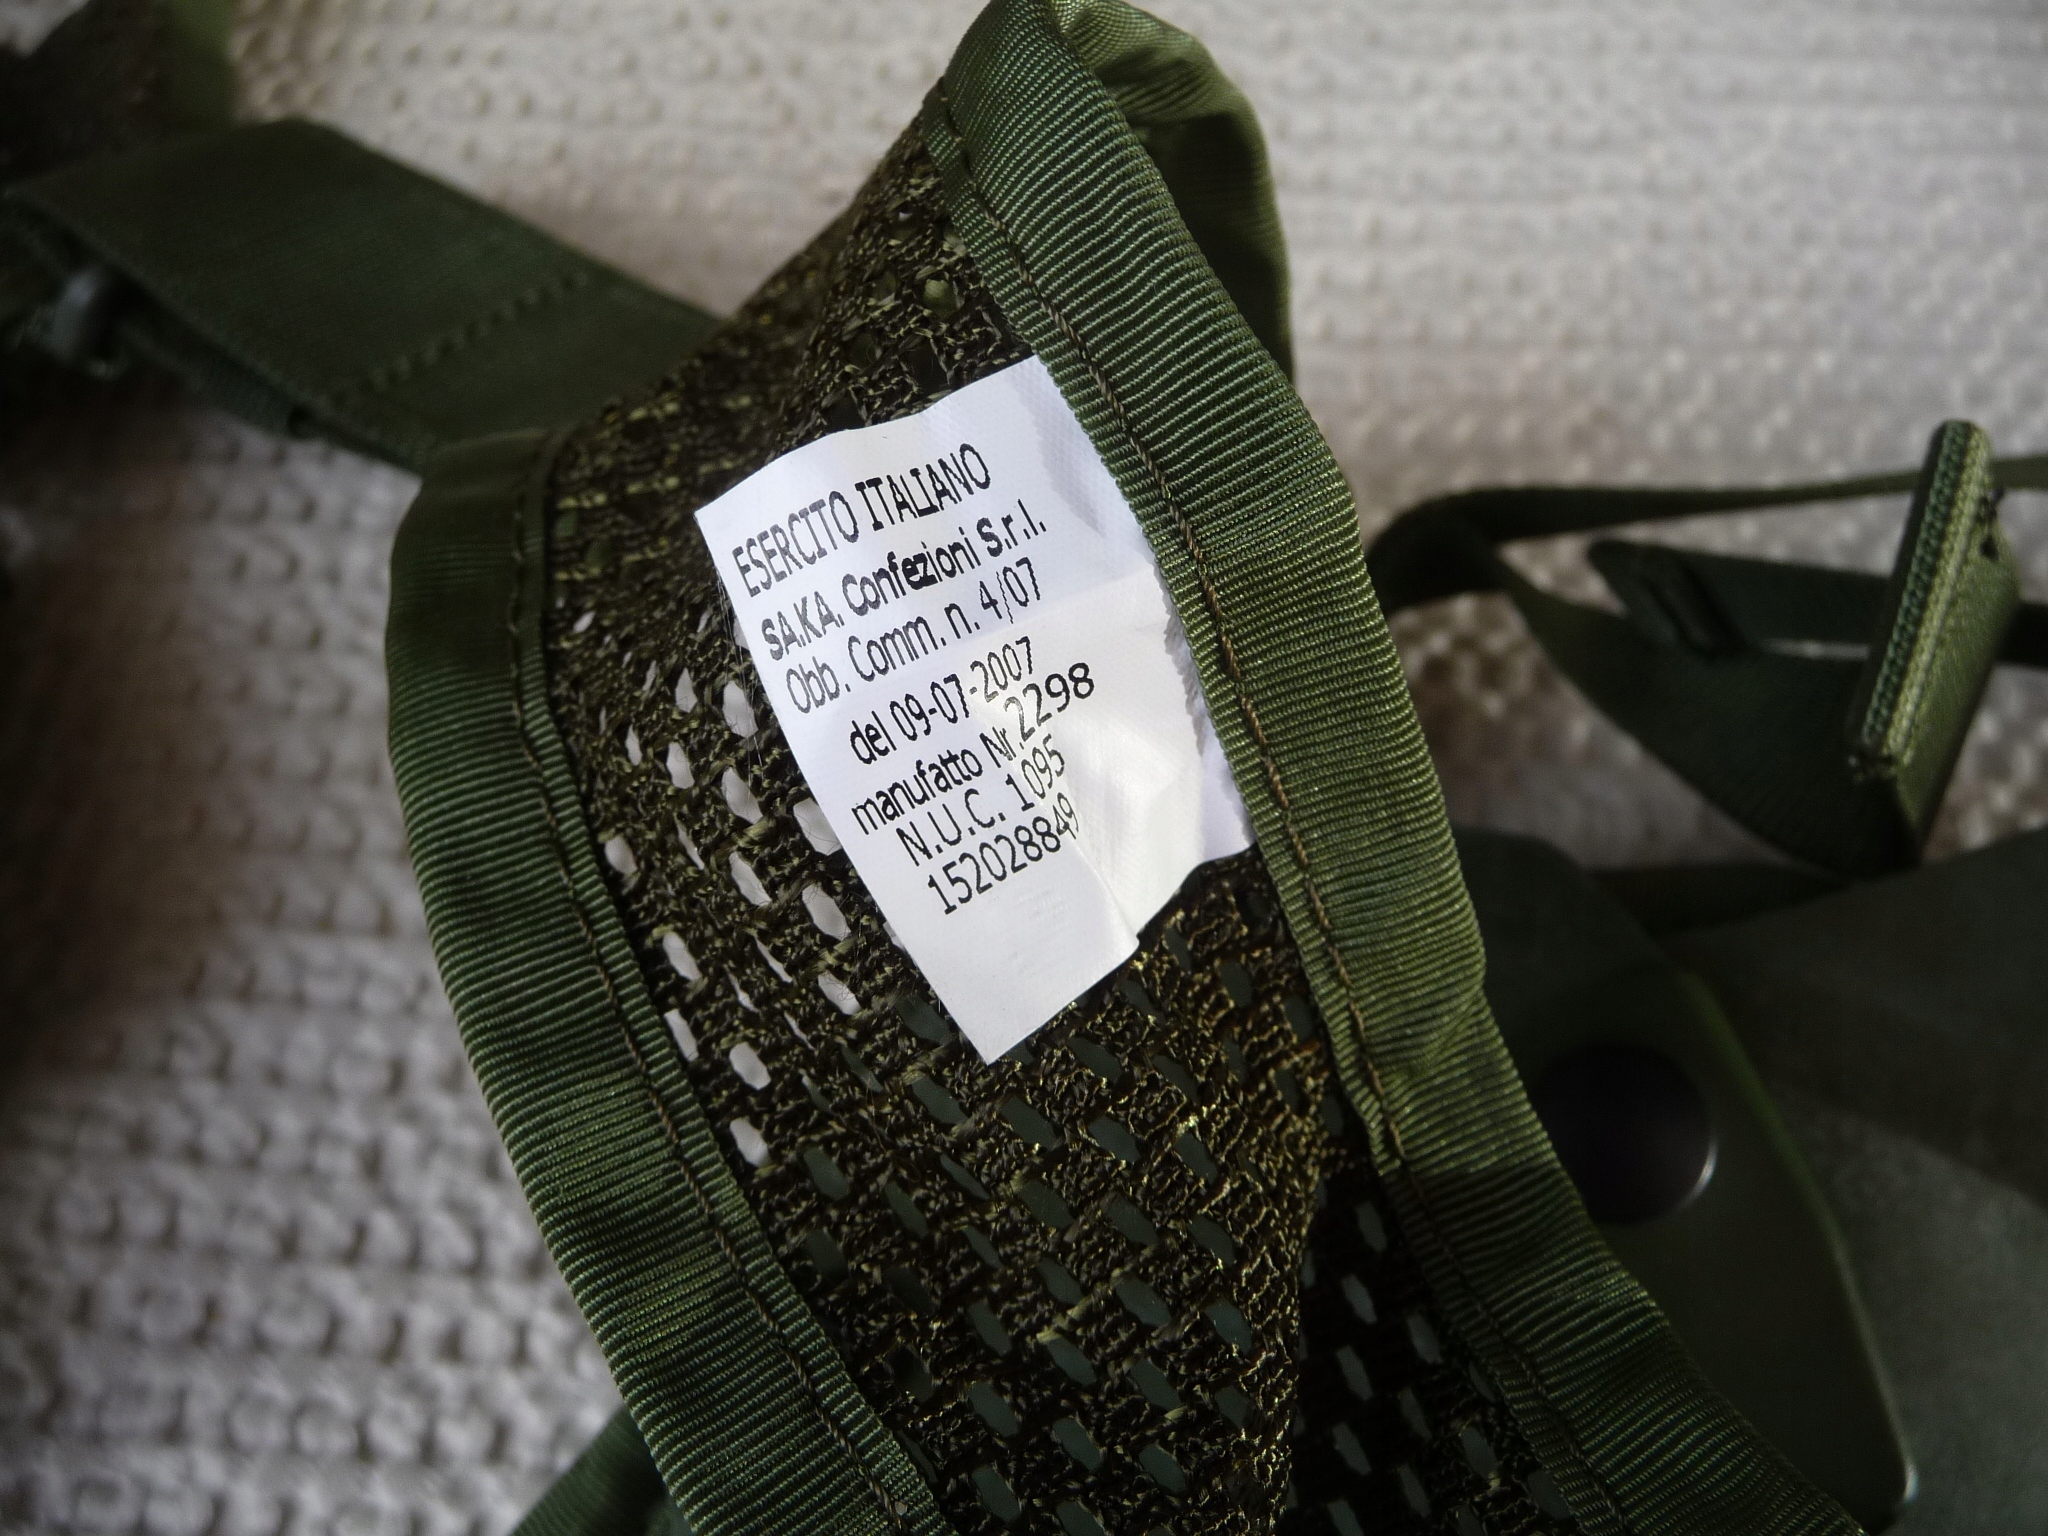 ESERCITO ITALIANO
SA.KA. Confezioni S.r.l.
Obb. Comm. n. 4/07
del 09-07-2007
manufatto Nr.2298
N.U.C. 1095
152028849